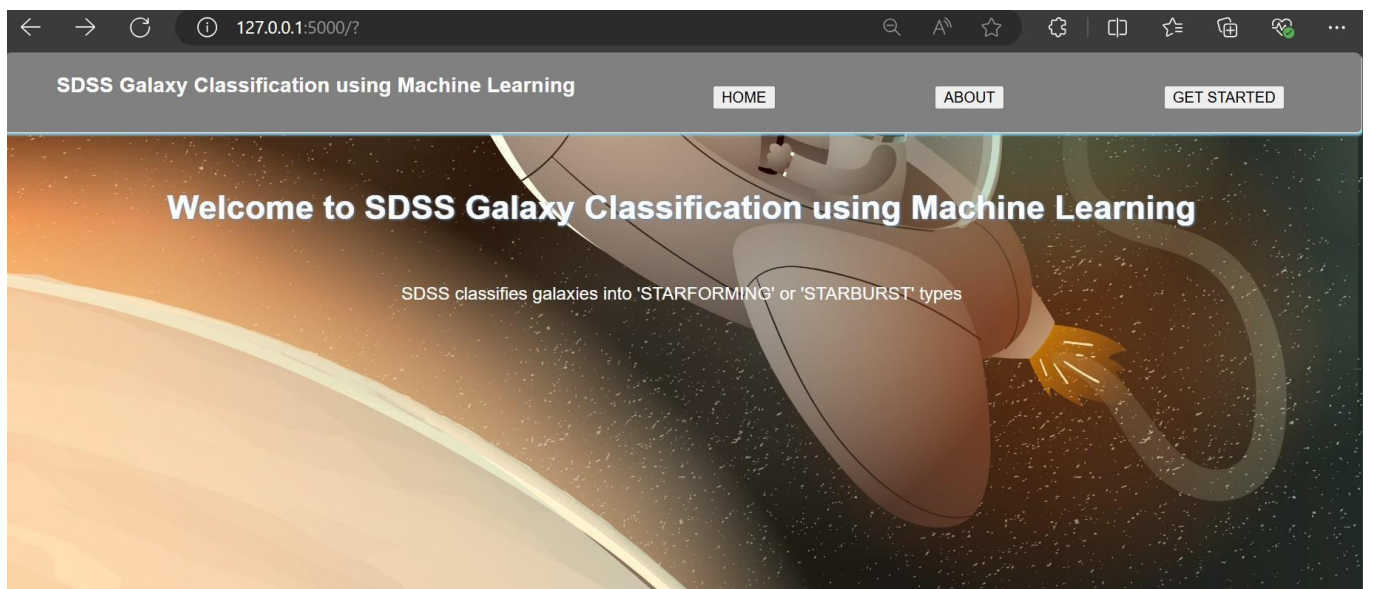 127.0.0.1:5000/?
SDSS Galaxy Classification using Machine Learning
HOME
ABOUT
GET STARTED
Welcome to SDSS Galaxy Classification using Machine Learning
SDSS classifies galaxies into 'STARFORMING' or 'STARBURST' types